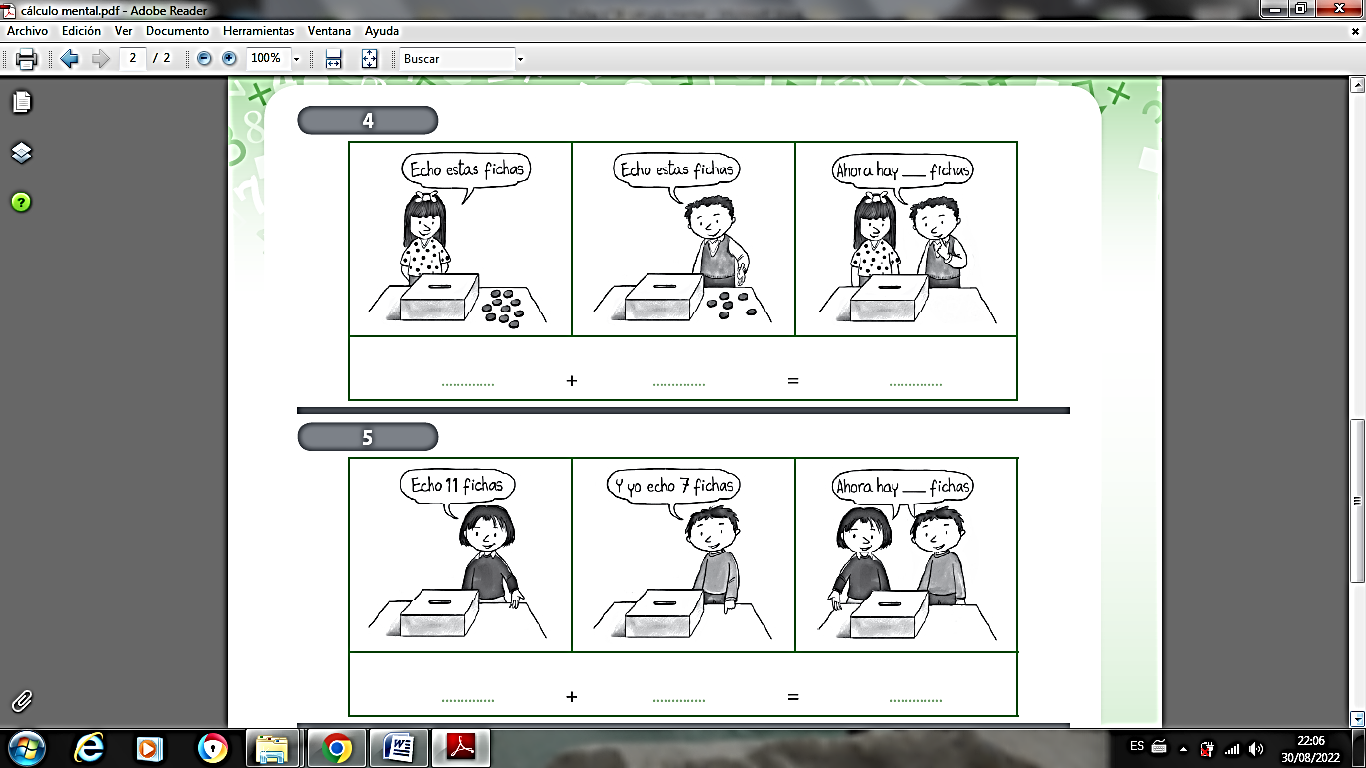 cálculo mental.pdf - Adobe Reader
Archivo Edición Ver Documento Herramientas Ventana Ayuda
2 / 2 100% Buscar
4
Echo estas fichas
Echo estas fichas
Ahora hay ___ fichas
............. + ............. = .............
5
Echo 11 fichas
Y yo echo 7 fichas
Ahora hay ___ fichas
............. + ............. = .............
ES
22:06
30/08/2022